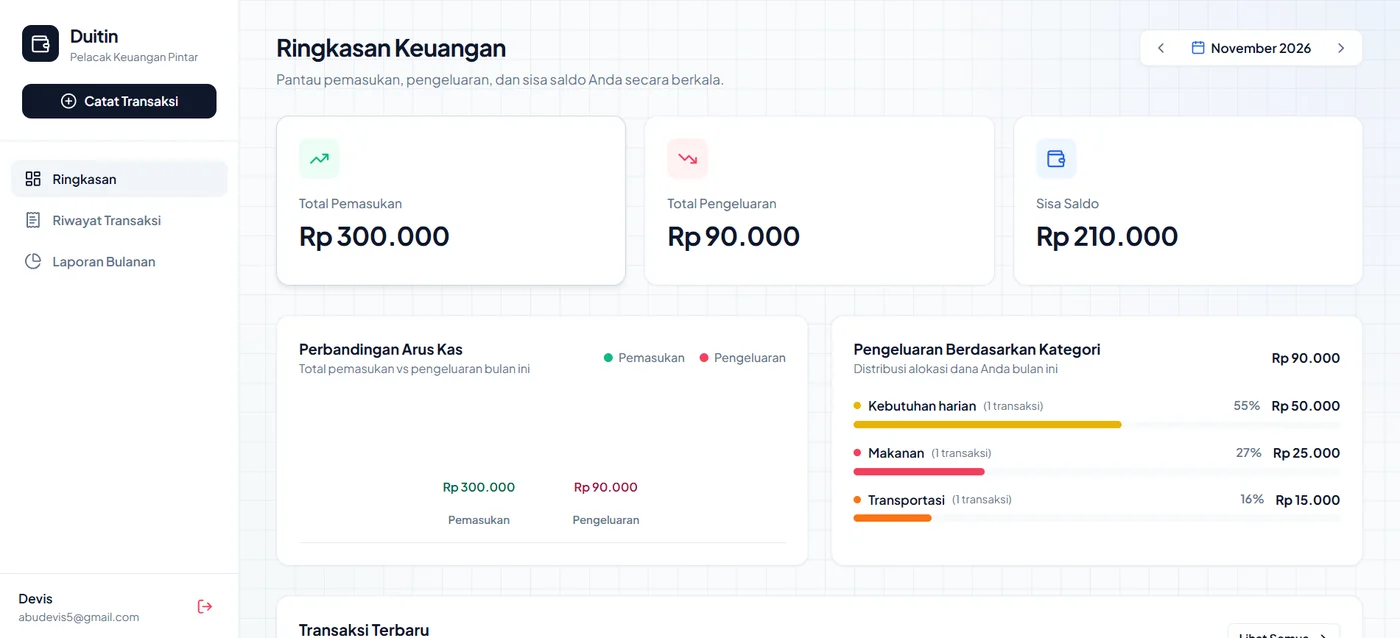 Duitin
Pelacak Keuangan Pintar
Catat Transaksi
Ringkasan
Riwayat Transaksi
Laporan Bulanan
Devis
abudevis5@gmail.com
Ringkasan Keuangan
Pantau pemasukan, pengeluaran, dan sisa saldo Anda secara berkala.
November 2026
Total Pemasukan
Rp 300.000
Total Pengeluaran
Rp 90.000
Sisa Saldo
Rp 210.000
Perbandingan Arus Kas
Total pemasukan vs pengeluaran bulan ini
Pemasukan
Pengeluaran
Rp 300.000
Rp 90.000
Pemasukan
Pengeluaran
Pengeluaran Berdasarkan Kategori
Distribusi alokasi dana Anda bulan ini
Rp 90.000
Kebutuhan harian (1 transaksi) 55% Rp 50.000
Makanan (1 transaksi) 27% Rp 25.000
Transportasi (1 transaksi) 16% Rp 15.000
Transaksi Terbaru
Lihat Semua